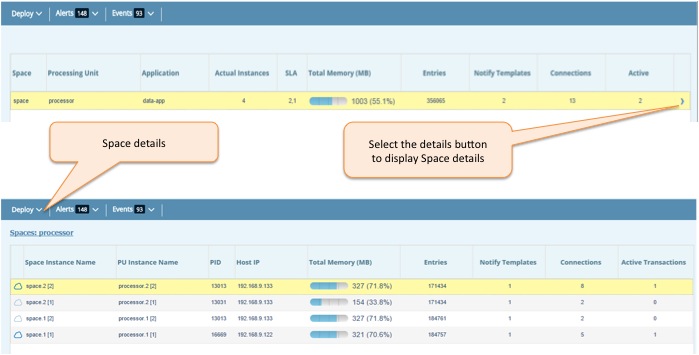 Deploy Alerts 148 Events 93
Space Processing Unit Application Actual Instances SLA Total Memory (MB) Entries Notify Templates Connections Active
space processor data-app 4 2,1 1003 (55.1%) 356065 2 13 2
Space details
Select the details button
to display Space details
Deploy Alerts 148 Events 93
Spaces: processor
Space Instance Name PU Instance Name PID Host IP Total Memory (MB) Entries Notify Templates Connections Active Transactions
space.2 [2] processor.2 [2] 13013 192.168.9.133 327 (71.8%) 171434 1 8 1
space.2 [1] processor.2 [1] 13031 192.168.9.133 154 (33.8%) 171434 1 2 0
space.1 [2] processor.1 [2] 13013 192.168.9.133 327 (71.8%) 184761 1 2 0
space.1 [1] processor.1 [1] 16669 192.168.9.122 321 (70.6%) 184757 1 5 1